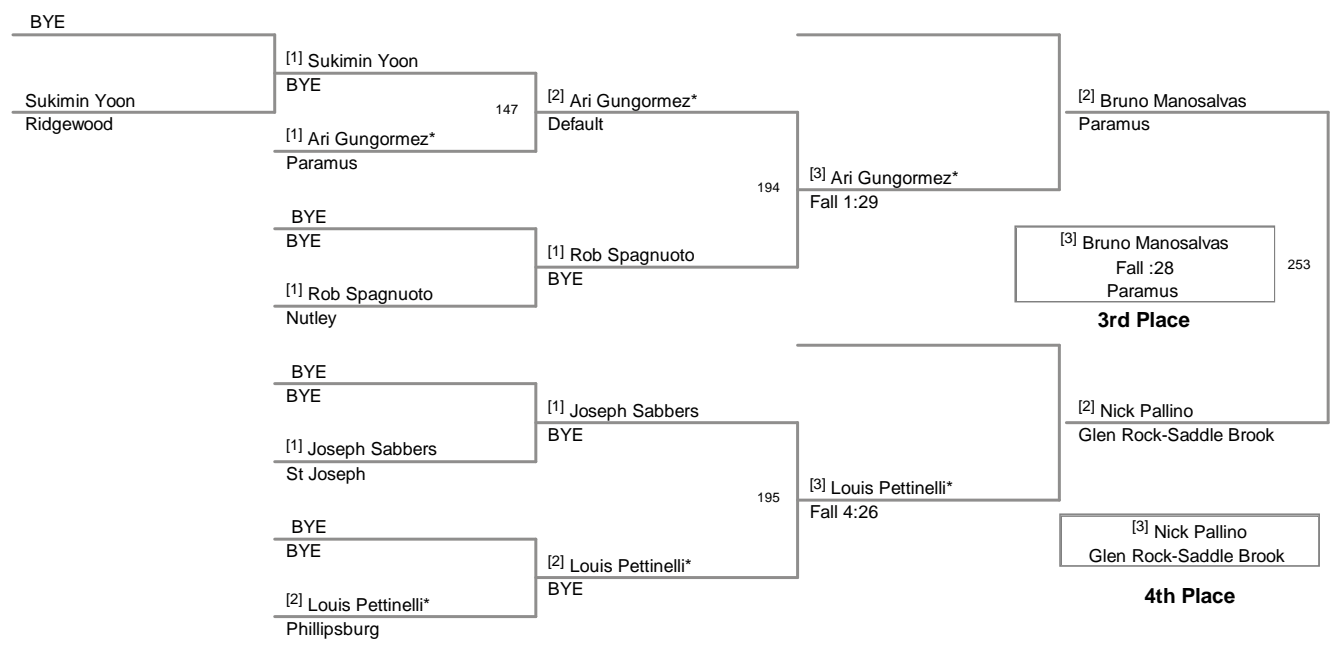 BYE
Sukimin Yoon
Ridgewood
[1] Sukimin Yoon
BYE
147
[1] Ari Gungormez*
Paramus
BYE
BYE
[1] Rob Spagnuoto
Nutley
BYE
BYE
[1] Joseph Sabbers
St Joseph
BYE
BYE
[2] Louis Pettinelli*
Phillipsburg
[2] Ari Gungormez*
Default
194
[1] Rob Spagnuoto
BYE
[1] Joseph Sabbers
BYE
195
[2] Louis Pettinelli*
BYE
[3] Ari Gungormez*
Fall 1:29
[3] Louis Pettinelli*
Fall 4:26
[2] Bruno Manosalvas
Paramus
[3] Bruno Manosalvas
Fall :28
Paramus
253
3rd Place
[2] Nick Pallino
Glen Rock-Saddle Brook
[3] Nick Pallino
Glen Rock-Saddle Brook
4th Place